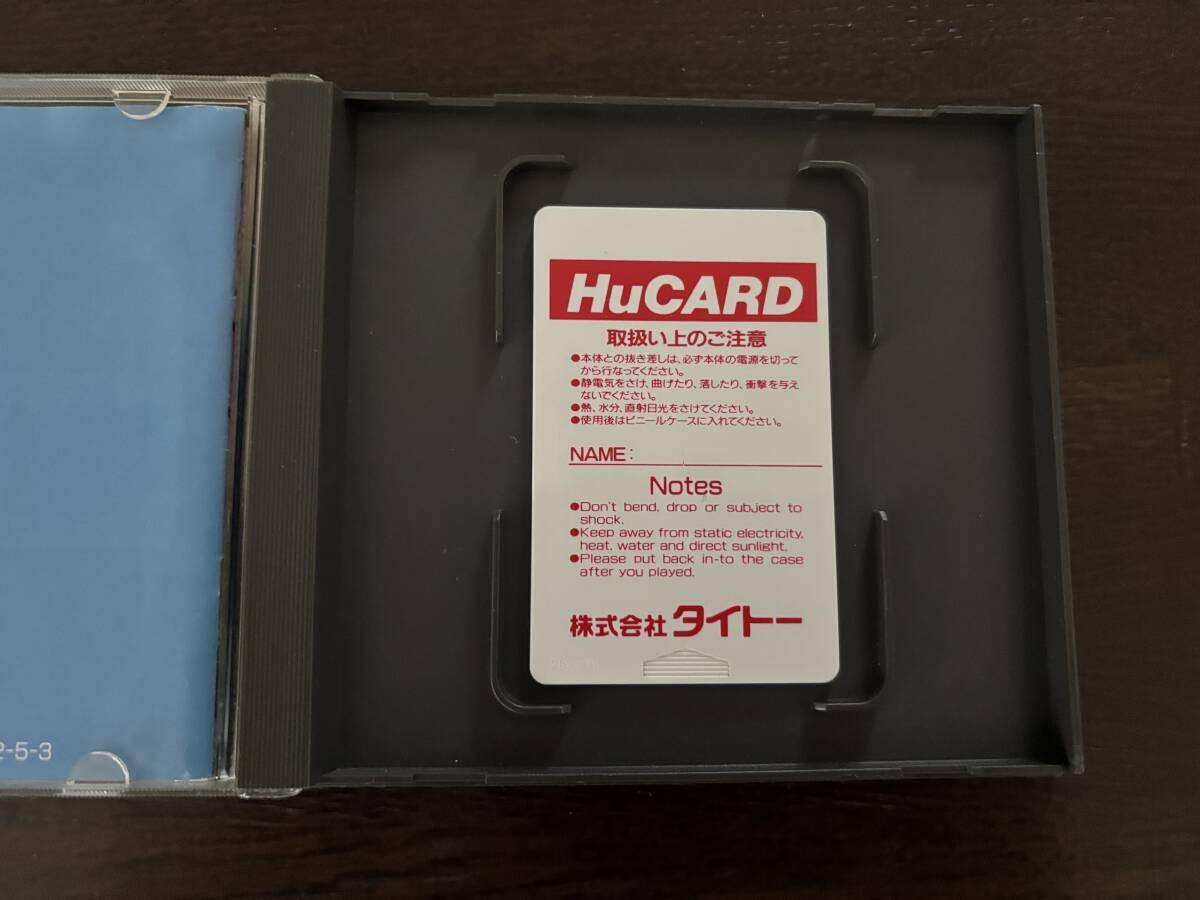 HuCARD
取扱い上のご注意
●本体との抜き差しは、必ず本体の電源を切って
から行なってください。
●静電気をさけ、曲げたり、落したり、衝撃を与え
ないでください。
●熱、水分、直射日光をさけてください。
●使用後はビニールケースに入れてください。
NAME:
Notes
●Don't bend, drop or subject to
shock.
●Keep away from static electricity,
heat, water and direct sunlight.
●Please put back in-to the case
after you played.
株式会社 タイトー
2-5-3